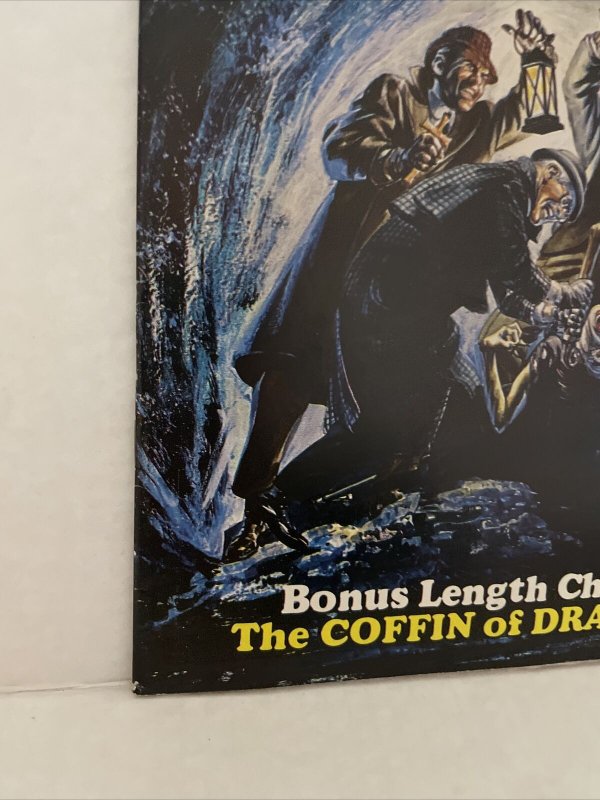 Bonus Length Ch
The COFFIN of DRA